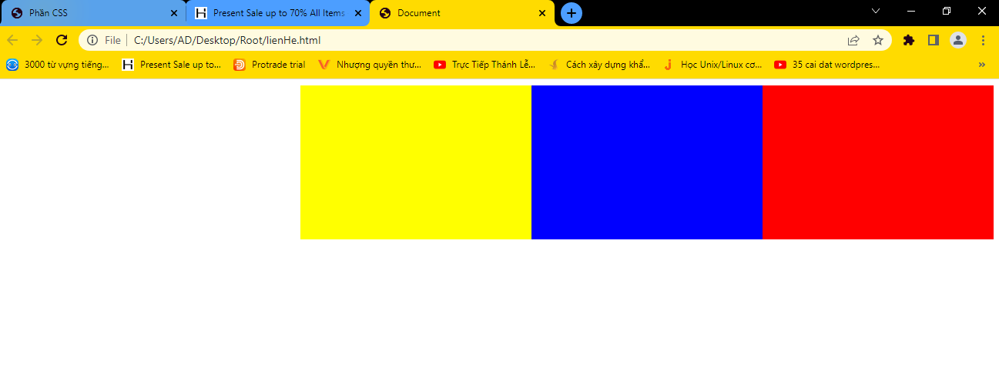 Phần CSS
Present Sale up to 70% All Items
Document
File C:/Users/AD/Desktop/Root/lienHe.html
3000 từ vựng tiếng... Present Sale up to... Protrade trial Nhượng quyền thư... Trực Tiếp Thánh Lễ... Cách xây dựng khẩ... Học Unix/Linux cơ... 35 cai dat wordpres... »